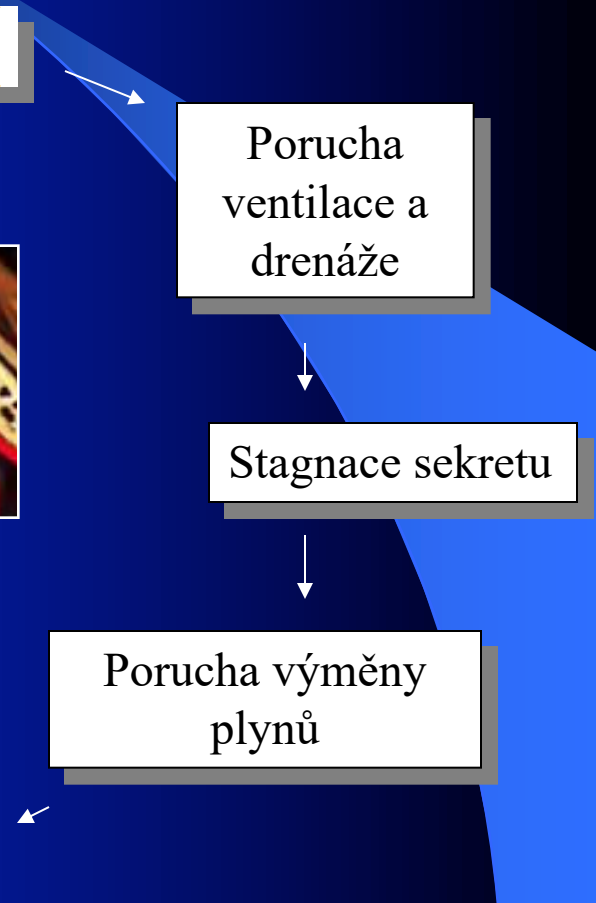 Porucha
ventilace a
drenáže
Stagnace sekretu
Porucha výměny
plynů